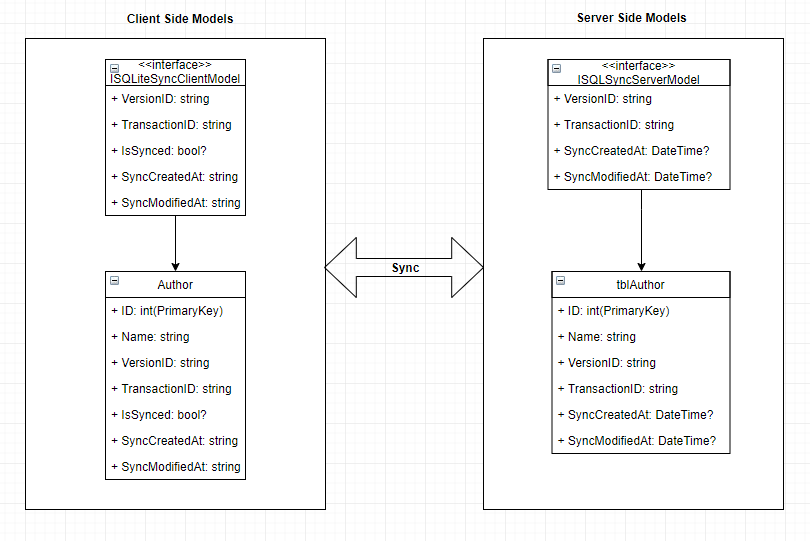 Client Side Models
<<interface>>
ISQLiteSyncClientModel
+ VersionID: string
+ TransactionID: string
+ IsSynced: bool?
+ SyncCreatedAt: string
+ SyncModifiedAt: string
Author
+ ID: int(PrimaryKey)
+ Name: string
+ VersionID: string
+ TransactionID: string
+ IsSynced: bool?
+ SyncCreatedAt: string
+ SyncModifiedAt: string
Sync
Server Side Models
<<interface>>
ISQLSyncServerModel
+ VersionID: string
+ TransactionID: string
+ SyncCreatedAt: DateTime?
+ SyncModifiedAt: DateTime?
tblAuthor
+ ID: int(PrimaryKey)
+ Name: string
+ VersionID: string
+ TransactionID: string
+ SyncCreatedAt: DateTime?
+ SyncModifiedAt: DateTime?